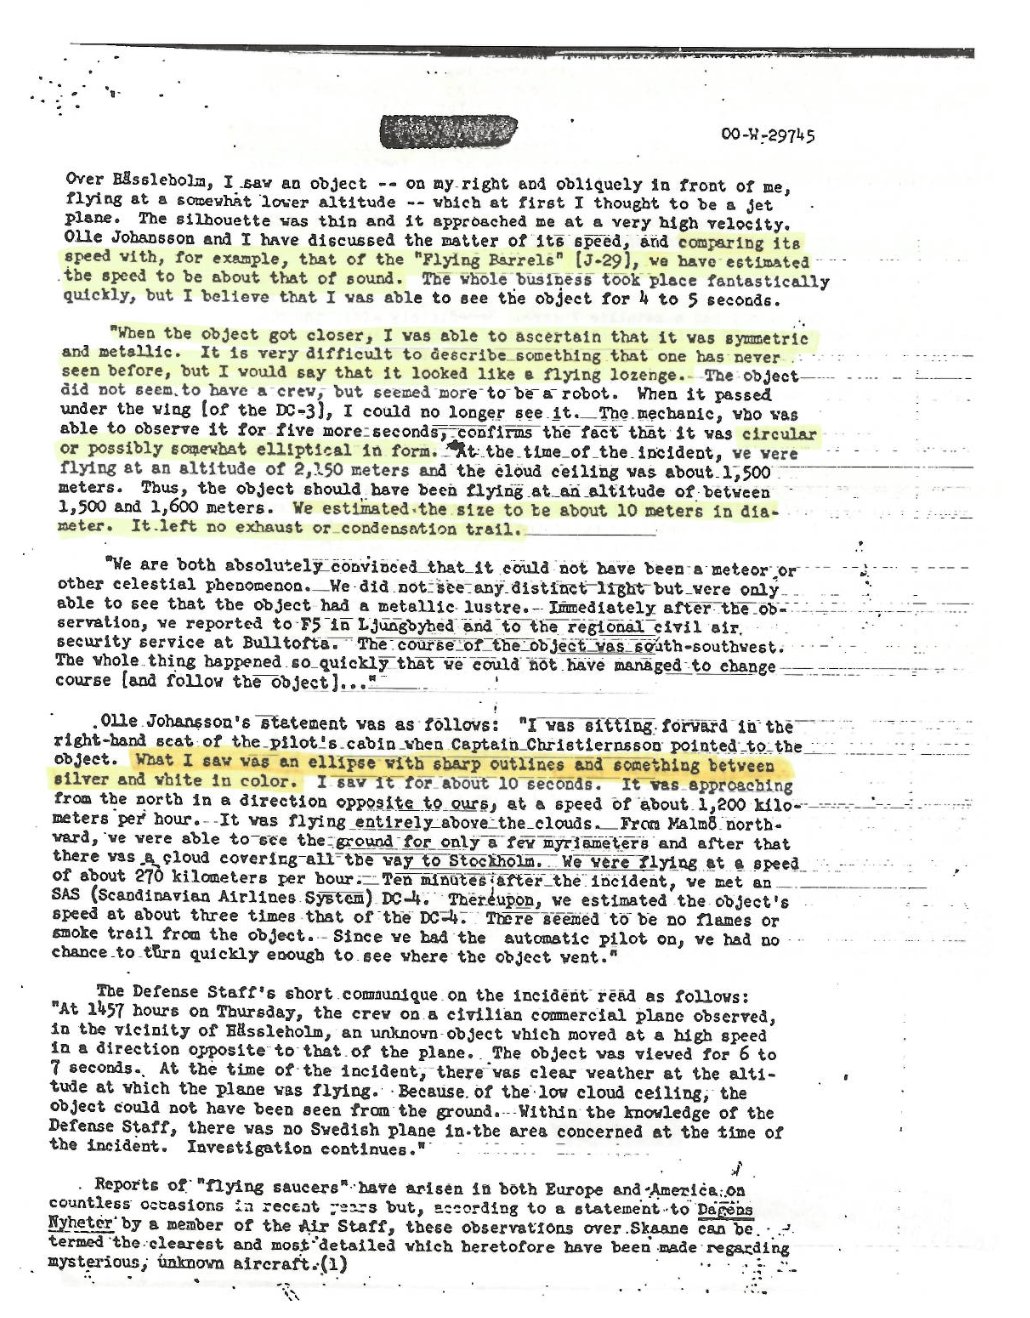 00-W-29745
Over Hässleholm, I saw an object -- on my right and obliquely in front of me,
flying at a somewhat lower altitude -- which at first I thought to be a jet
plane. The silhouette was thin and it approached me at a very high velocity.
Olle Johansson and I have discussed the matter of its speed, and comparing its
speed with, for example, that of the "Flying Barrels" [J-29], we have estimated
the speed to be about that of sound. The whole business took place fantastically
quickly, but I believe that I was able to see the object for 4 to 5 seconds.
"When the object got closer, I was able to ascertain that it was symmetric
and metallic. It is very difficult to describe something that one has never
seen before, but I would say that it looked like a flying lozenge. The object
did not seem to have a crew, but seemed more to be a robot. When it passed
under the wing [of the DC-3], I could no longer see it. The mechanic, who was
able to observe it for five more seconds, confirms the fact that it was circular
or possibly somewhat elliptical in form. At the time of the incident, we were
flying at an altitude of 2,150 meters and the cloud ceiling was about 1,500
meters. Thus, the object should have been flying at an altitude of between
1,500 and 1,600 meters. We estimated the size to be about 10 meters in dia-
meter. It left no exhaust or condensation trail.
"We are both absolutely convinced that it could not have been a meteor or
other celestial phenomenon. We did not see any distinct light but were only
able to see that the object had a metallic lustre. Immediately after the ob-
servation, we reported to F5 in Ljungbyhed and to the regional civil air
security service at Bulltofta. The course of the object was south-southwest.
The whole thing happened so quickly that we could not have managed to change
course [and follow the object]..."
Olle Johansson's statement was as follows: "I was sitting forward in the
right-hand seat of the pilot's cabin when Captain Christiernsson pointed to the
object. What I saw was an ellipse with sharp outlines and something between
silver and white in color. I saw it for about 10 seconds. It was approaching
from the north in a direction opposite to ours, at a speed of about 1,200 kilo-
meters per hour. It was flying entirely above the clouds. From Malmö north-
ward, we were able to see the ground for only a few myriameters and after that
there was a cloud covering all the way to Stockholm. We were flying at a speed
of about 270 kilometers per hour. Ten minutes after the incident, we met an
SAS (Scandinavian Airlines System) DC-4. Thereupon, we estimated the object's
speed at about three times that of the DC-4. There seemed to be no flames or
smoke trail from the object. Since we had the automatic pilot on, we had no
chance to turn quickly enough to see where the object went."
The Defense Staff's short communique on the incident read as follows:
"At 1457 hours on Thursday, the crew on a civilian commercial plane observed,
in the vicinity of Hässleholm, an unknown object which moved at a high speed
in a direction opposite to that of the plane. The object was viewed for 6 to
7 seconds. At the time of the incident, there was clear weather at the alti-
tude at which the plane was flying. Because of the low cloud ceiling, the
object could not have been seen from the ground. Within the knowledge of the
Defense Staff, there was no Swedish plane in the area concerned at the time of
the incident. Investigation continues."
Reports of "flying saucers" have arisen in both Europe and America on
countless occasions in recent years but, according to a statement to Dagens
Nyheter by a member of the Air Staff, these observations over Skaane can be
termed the clearest and most detailed which heretofore have been made regarding
mysterious, unknown aircraft.(1)